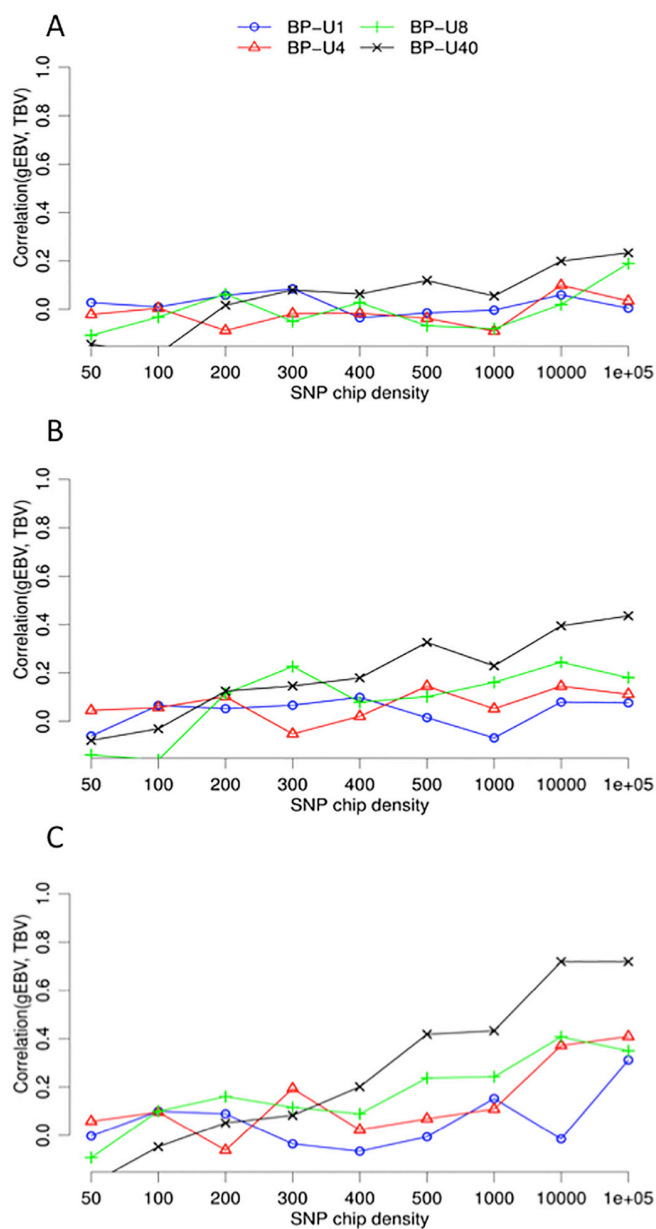 A
BP-U1 BP-U8
BP-U4 BP-U40
Correlation(gEBV, TBV)
1.0
0.8
0.6
0.4
0.2
0.0
50 100 200 300 400 500 1000 10000 1e+05
SNP chip density
B
Correlation(gEBV, TBV)
1.0
0.8
0.6
0.4
0.2
0.0
50 100 200 300 400 500 1000 10000 1e+05
SNP chip density
C
Correlation(gEBV, TBV)
1.0
0.8
0.6
0.4
0.2
0.0
50 100 200 300 400 500 1000 10000 1e+05
SNP chip density